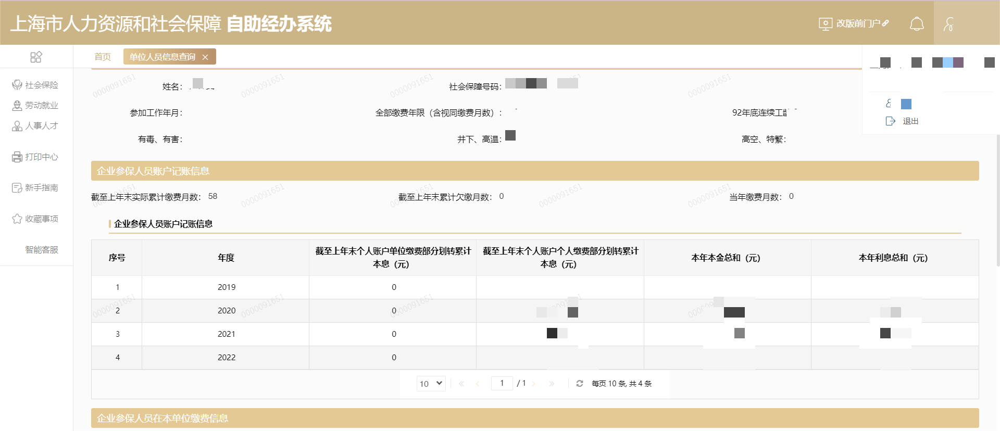 上海市人力资源和社会保障 自助经办系统
改版前门户
首页
单位人员信息查询
社会保险
劳动就业
人事人才
打印中心
新手指南
收藏事项
智能客服
退出
姓名：
社会保障号码：
参加工作年月：
全部缴费年限（含视同缴费月数）：
92年底连续工龄
有毒、有害：
井下、高温：
高空、特繁：
0000091651 0000091651 0000091651 0000091651
企业参保人员账户记账信息
截至上年末实际累计缴费月数： 58
截至上年末累计欠缴月数： 0
当年缴费月数： 0
0000091651 0000091651 0000091651 0000091651 0000091651
企业参保人员账户记账信息
序号 年度 截至上年末个人账户单位缴费部分划转累计本息（元） 截至上年末个人账户个人缴费部分划转累计本息（元） 本年本金总和（元） 本年利息总和（元）
1 2019 0
2 2020 0
3 2021 0
4 2022 0
0000091651 0000091651 0000091651
10 1 / 1 每页 10 条, 共 4 条
企业参保人员在本单位缴费信息